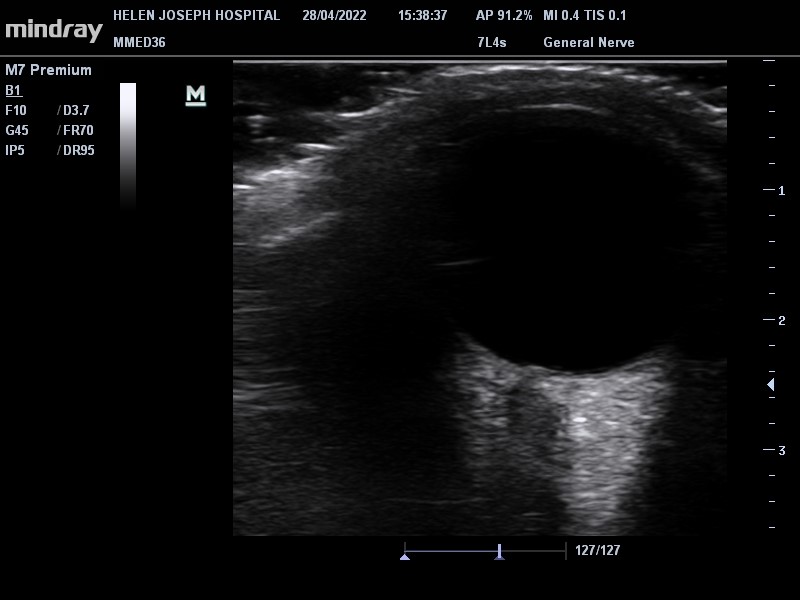 mindray
HELEN JOSEPH HOSPITAL 28/04/2022 15:38:37 AP 91.2% MI 0.4 TIS 0.1
MMED36 7L4s General Nerve
M7 Premium
B1
F10 / D3.7
G45 / FR70
IP5 / DR95
M
1
2
3
127/127